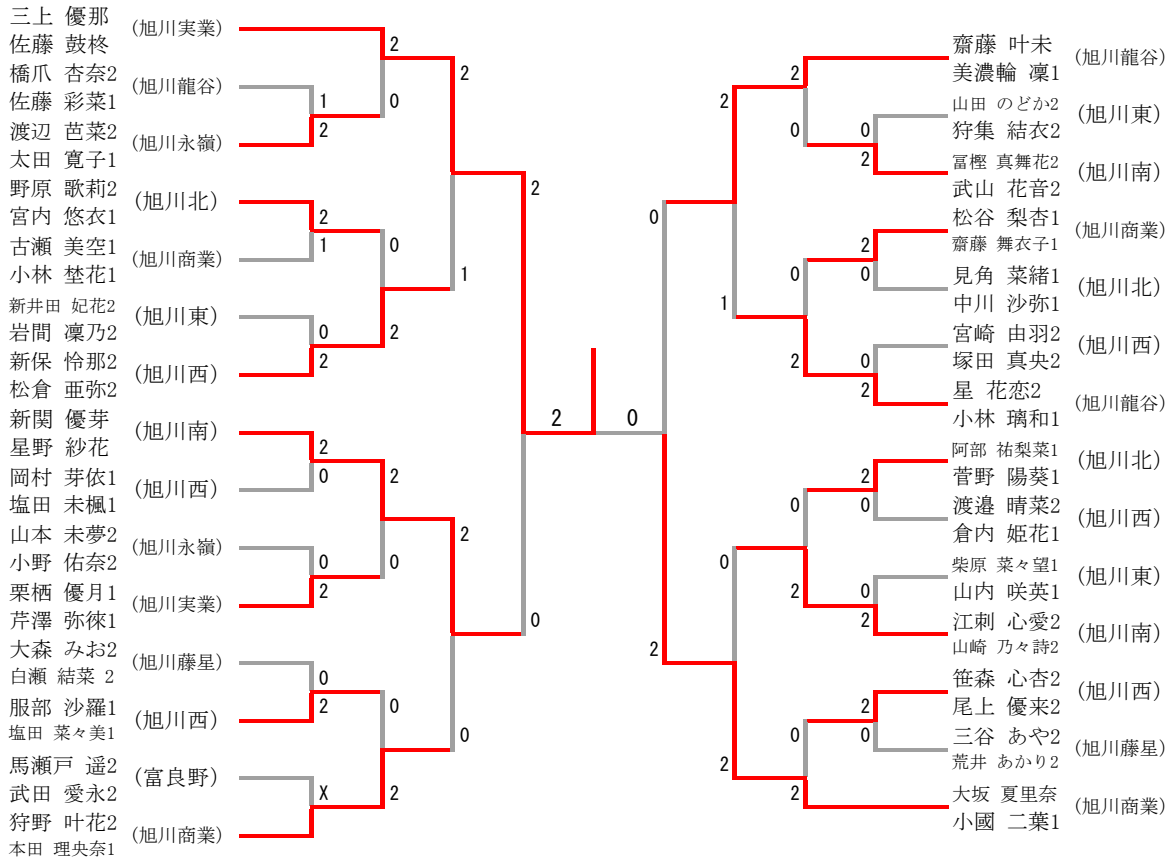 三上 優那
佐藤 鼓柊
(旭川実業)
橋爪 杏奈2
佐藤 彩菜1
(旭川龍谷)
渡辺 芭菜2
太田 寛子1
(旭川永嶺)
野原 歌莉2
宮内 悠衣1
(旭川北)
古瀬 美空1
小林 埜花1
(旭川商業)
新井田 妃花2
岩間 凜乃2
(旭川東)
新保 怜那2
松倉 亜弥2
(旭川西)
新関 優芽
星野 紗花
(旭川南)
岡村 芽依1
塩田 未楓1
(旭川西)
山本 未夢2
小野 佑奈2
(旭川永嶺)
栗栖 優月1
芹澤 弥徠1
(旭川実業)
大森 みお2
白瀬 結菜 2
(旭川藤星)
服部 沙羅1
塩田 菜々美1
(旭川西)
馬瀬戸 遥2
武田 愛永2
(富良野)
狩野 叶花2
本田 理央奈1
(旭川商業)
1
2
2
1
0
2
2
0
0
2
0
2
X
2
0
0
2
2
0
0
2
2
1
2
0
2
0
2
0
齋藤 叶未
美濃輪 凜1
(旭川龍谷)
山田 のどか2
狩集 結衣2
(旭川東)
冨樫 真舞花2
武山 花音2
(旭川南)
松谷 梨杏1
齋藤 舞衣子1
(旭川商業)
見角 菜緒1
中川 沙弥1
(旭川北)
宮崎 由羽2
塚田 真央2
(旭川西)
星 花恋2
小林 璃和1
(旭川龍谷)
阿部 祐梨菜1
菅野 陽葵1
(旭川北)
渡邉 晴菜2
倉内 姫花1
(旭川西)
柴原 菜々望1
山内 咲英1
(旭川東)
江刺 心愛2
山崎 乃々詩2
(旭川南)
笹森 心杏2
尾上 優来2
(旭川西)
三谷 あや2
荒井 あかり2
(旭川藤星)
大坂 夏里奈
小國 二葉1
(旭川商業)
0
2
2
0
0
2
2
0
0
2
2
0
2
0
0
2
0
2
0
2
2
1
0
2
0
2